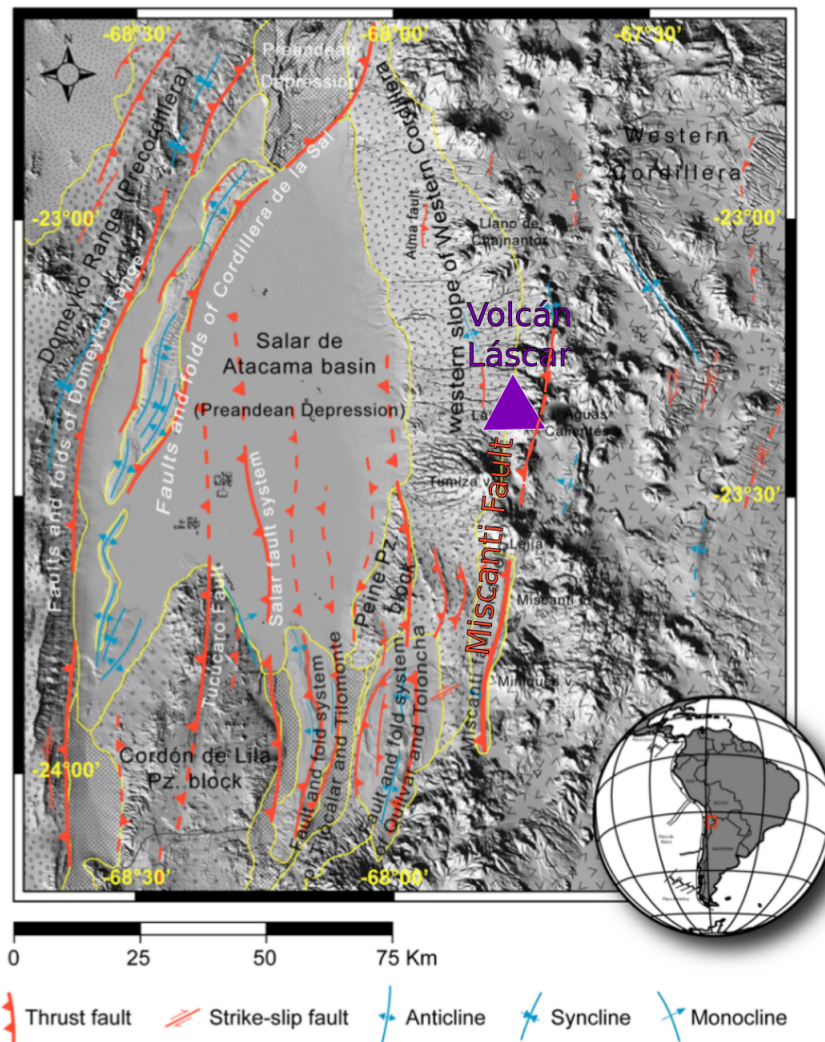 -68°30'
-68°00'
-67°30'
N
Preandean
Depression
Western
Cordillera
Domeyko Range (Precordillera)
Faults and folds of Cordillera de la Sal
western slope of Western Cordillera
-23°00'
-23°00'
Alma fault
Llano de
Chajnantor
Faults and folds of Domeyko Range
Volcán
Láscar
Salar de
Atacama basin
(Preandean Depression)
Aguas
Calientes
Tumiza v.
-23°30'
Salar fault system
Miscanti Fault
Lejía
Peine Pz.
block
Miscanti
Tucúcaro Fault
Miñiques v.
Fault and fold system
Tilocálar and Tilomonte
Fault and fold system
Quilvar and Toloncha
-24°00'
Cordón de Lila
Pz. block
-68°30'
-68°00'
0
25
50
75 Km
Thrust fault
Strike-slip fault
Anticline
Syncline
Monocline